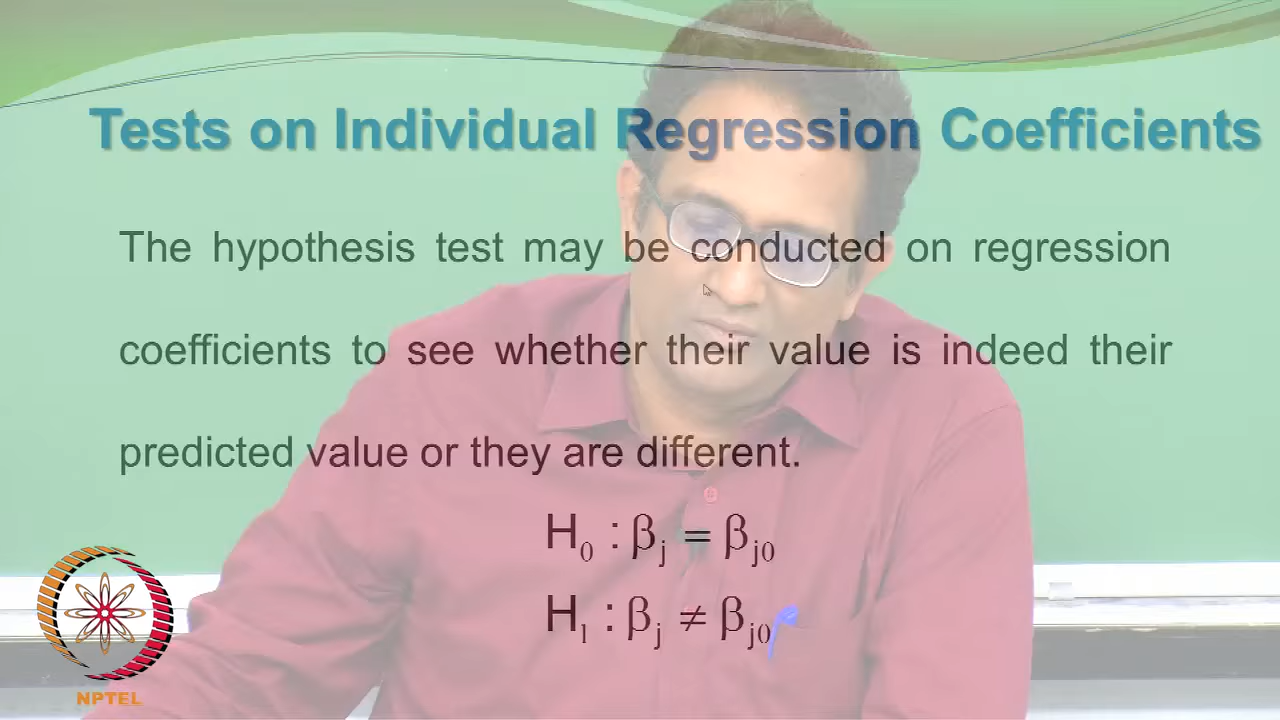 Tests on Individual Regression Coefficients
The hypothesis test may be conducted on regression
coefficients to see whether their value is indeed their
predicted value or they are different.
H₀ : βⱼ = βⱼ₀
H₁ : βⱼ ≠ βⱼ₀
NPTEL